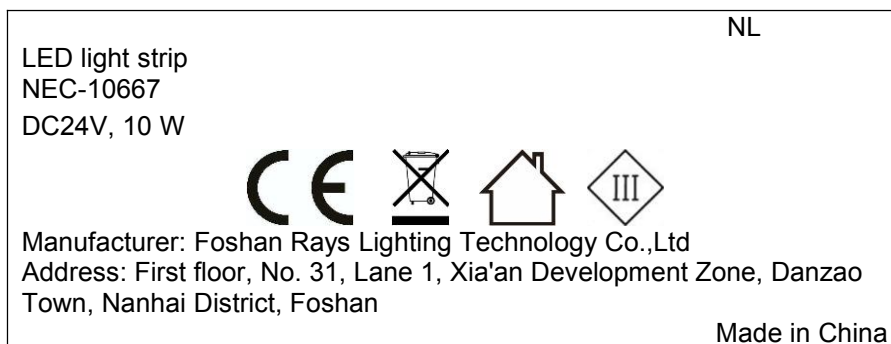 NL
LED light strip
NEC-10667
DC24V, 10 W
CE
III
Manufacturer: Foshan Rays Lighting Technology Co.,Ltd
Address: First floor, No. 31, Lane 1, Xia'an Development Zone, Danzao
Town, Nanhai District, Foshan
Made in China